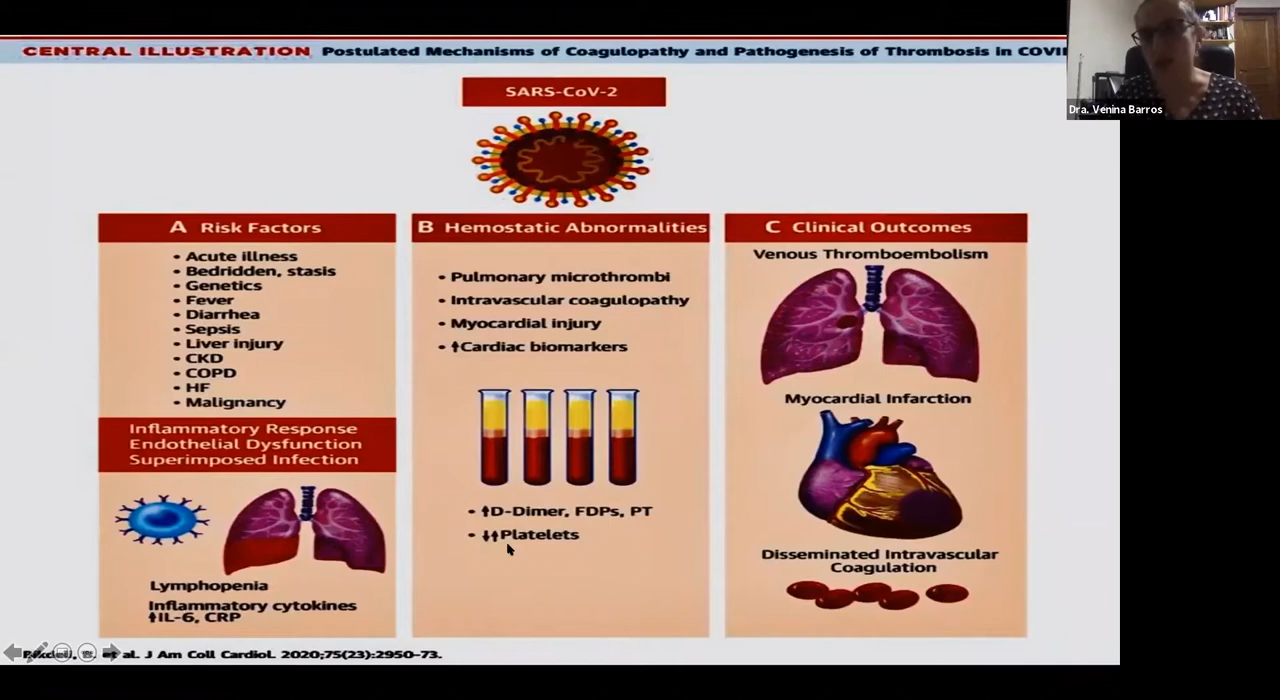 CENTRAL ILLUSTRATION Postulated Mechanisms of Coagulopathy and Pathogenesis of Thrombosis in
Dra. Venina Barros
SARS-CoV-2
A Risk Factors
• Acute illness
• Bedridden, stasis
• Genetics
• Fever
• Diarrhea
• Sepsis
• Liver injury
• CKD
• COPD
• HF
• Malignancy
Inflammatory Response
Endothelial Dysfunction
Superimposed Infection
Lymphopenia
Inflammatory cytokines
↑IL-6, CRP
B Hemostatic Abnormalities
• Pulmonary microthrombi
• Intravascular coagulopathy
• Myocardial injury
• ↑Cardiac biomarkers
• ↑D-Dimer, FDPs, PT
• ↓↑Platelets
C Clinical Outcomes
Venous Thromboembolism
Myocardial Infarction
Disseminated Intravascular
Coagulation
et al. J Am Coll Cardiol. 2020;75(23):2950-73.